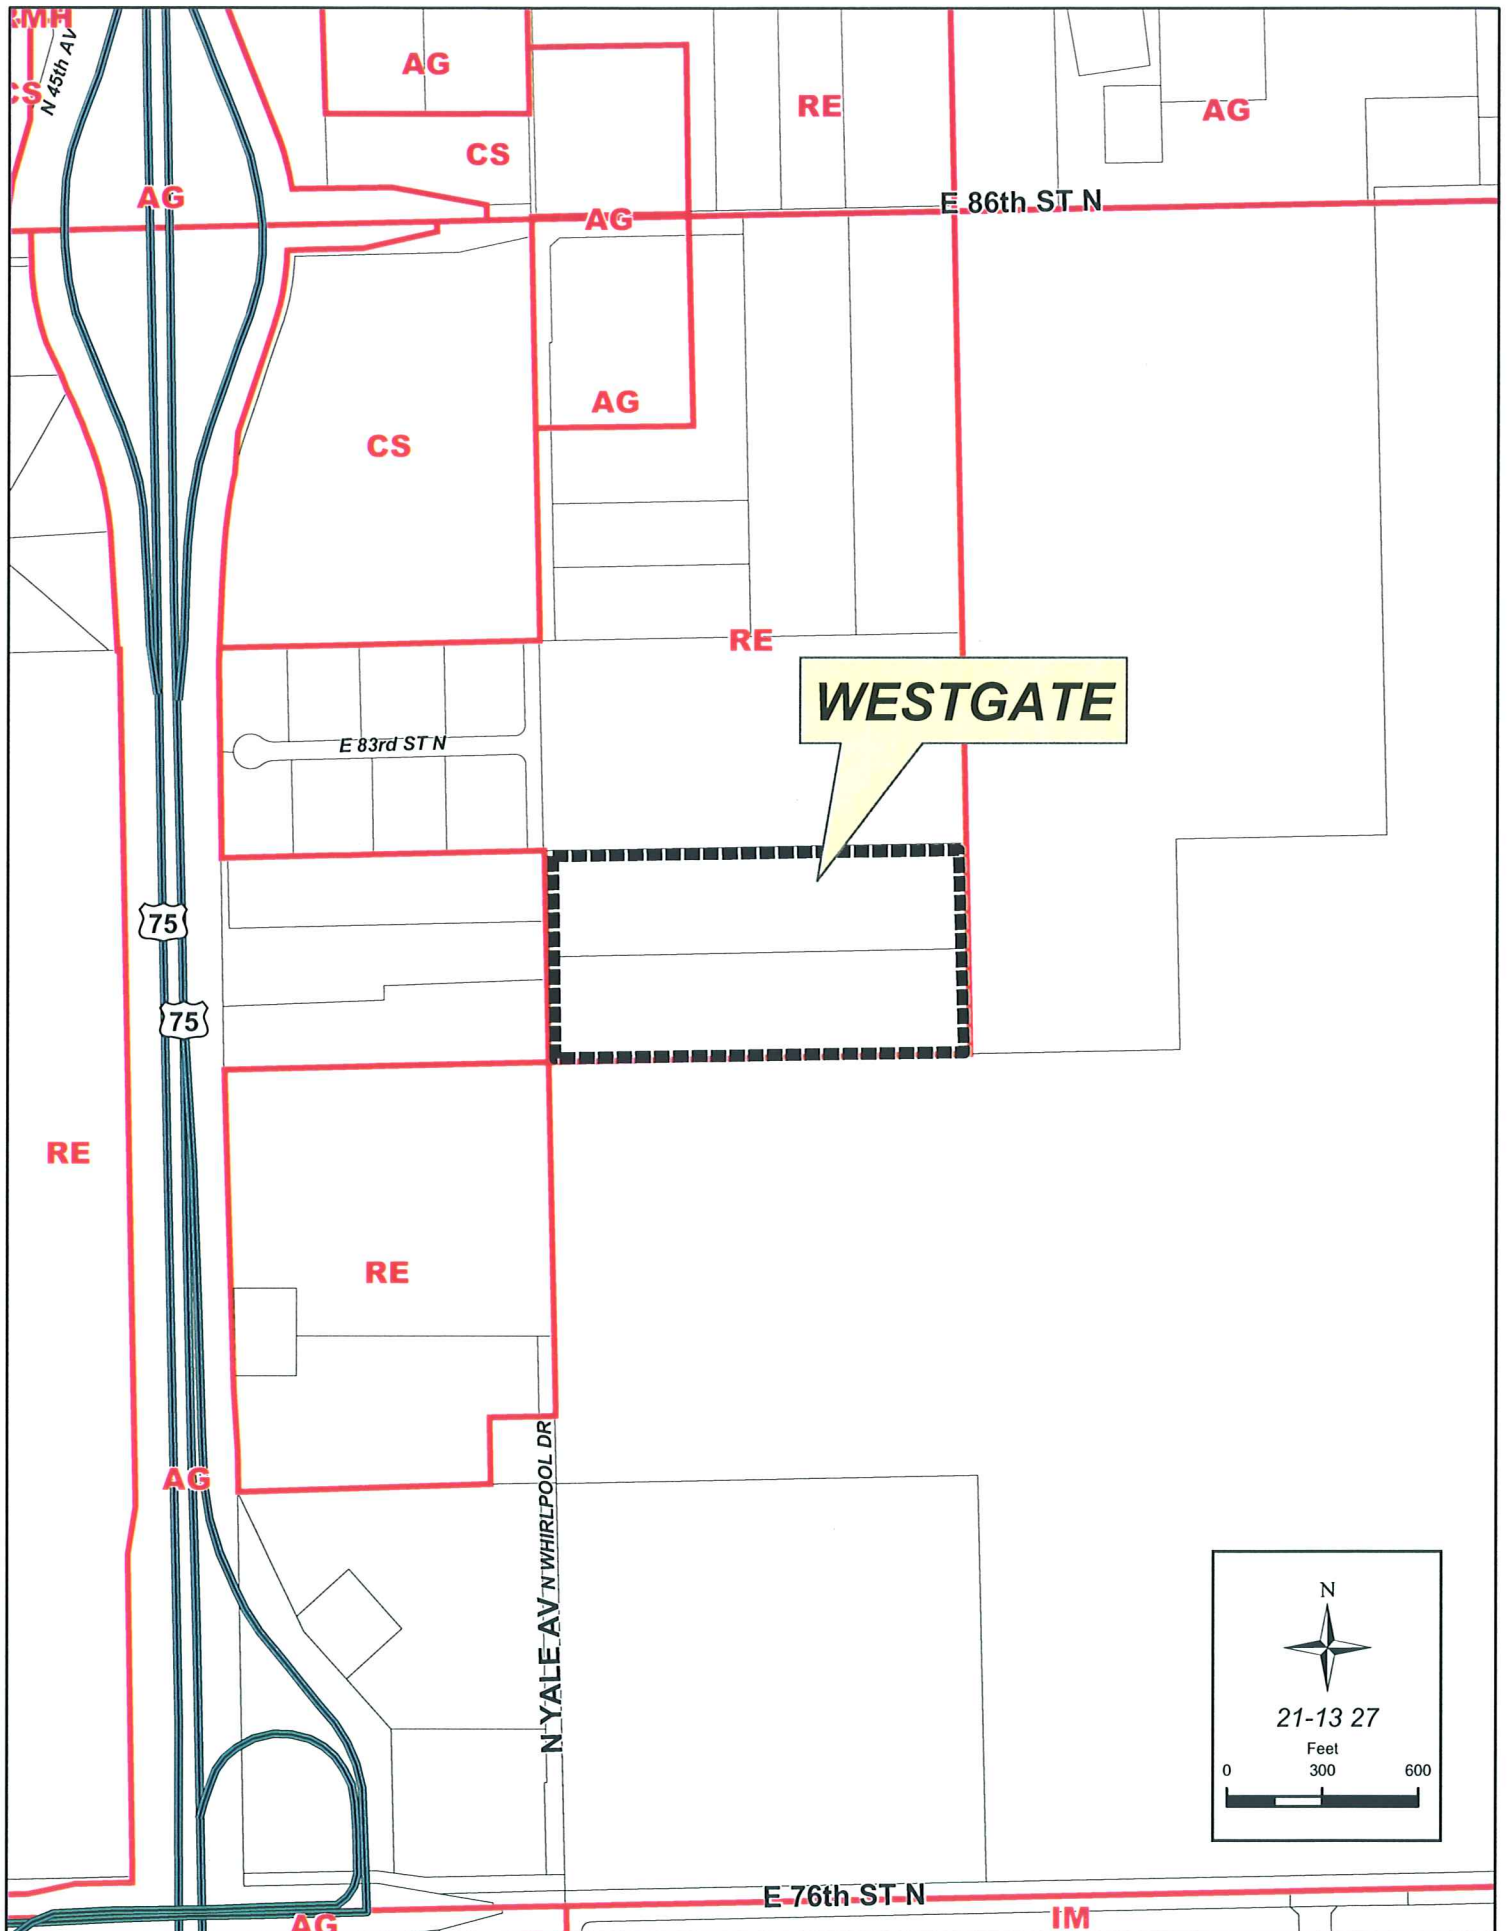 RMH
AG
N 45th AV
CS
RE
AG
CS
AG
E 86th ST N
AG
AG
CS
RE
WESTGATE
E 83rd ST N
75
75
RE
RE
AG
N WHIRLPOOL DR
N YALE AV
N
21-13 27
Feet
0 300 600
E 76th ST N
AG
IM